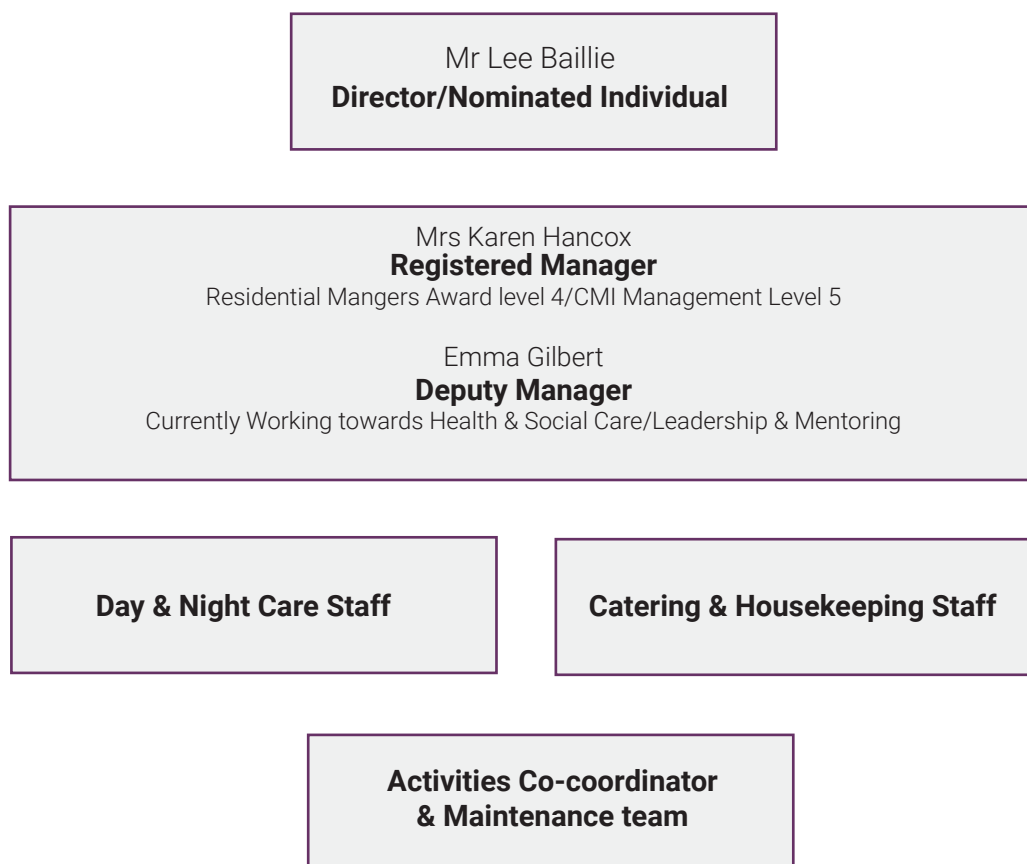 Mr Lee Baillie
Director/Nominated Individual
Mrs Karen Hancox
Registered Manager
Residential Mangers Award level 4/CMI Management Level 5
Emma Gilbert
Deputy Manager
Currently Working towards Health & Social Care/Leadership & Mentoring
Day & Night Care Staff
Catering & Housekeeping Staff
Activities Co-coordinator
& Maintenance team